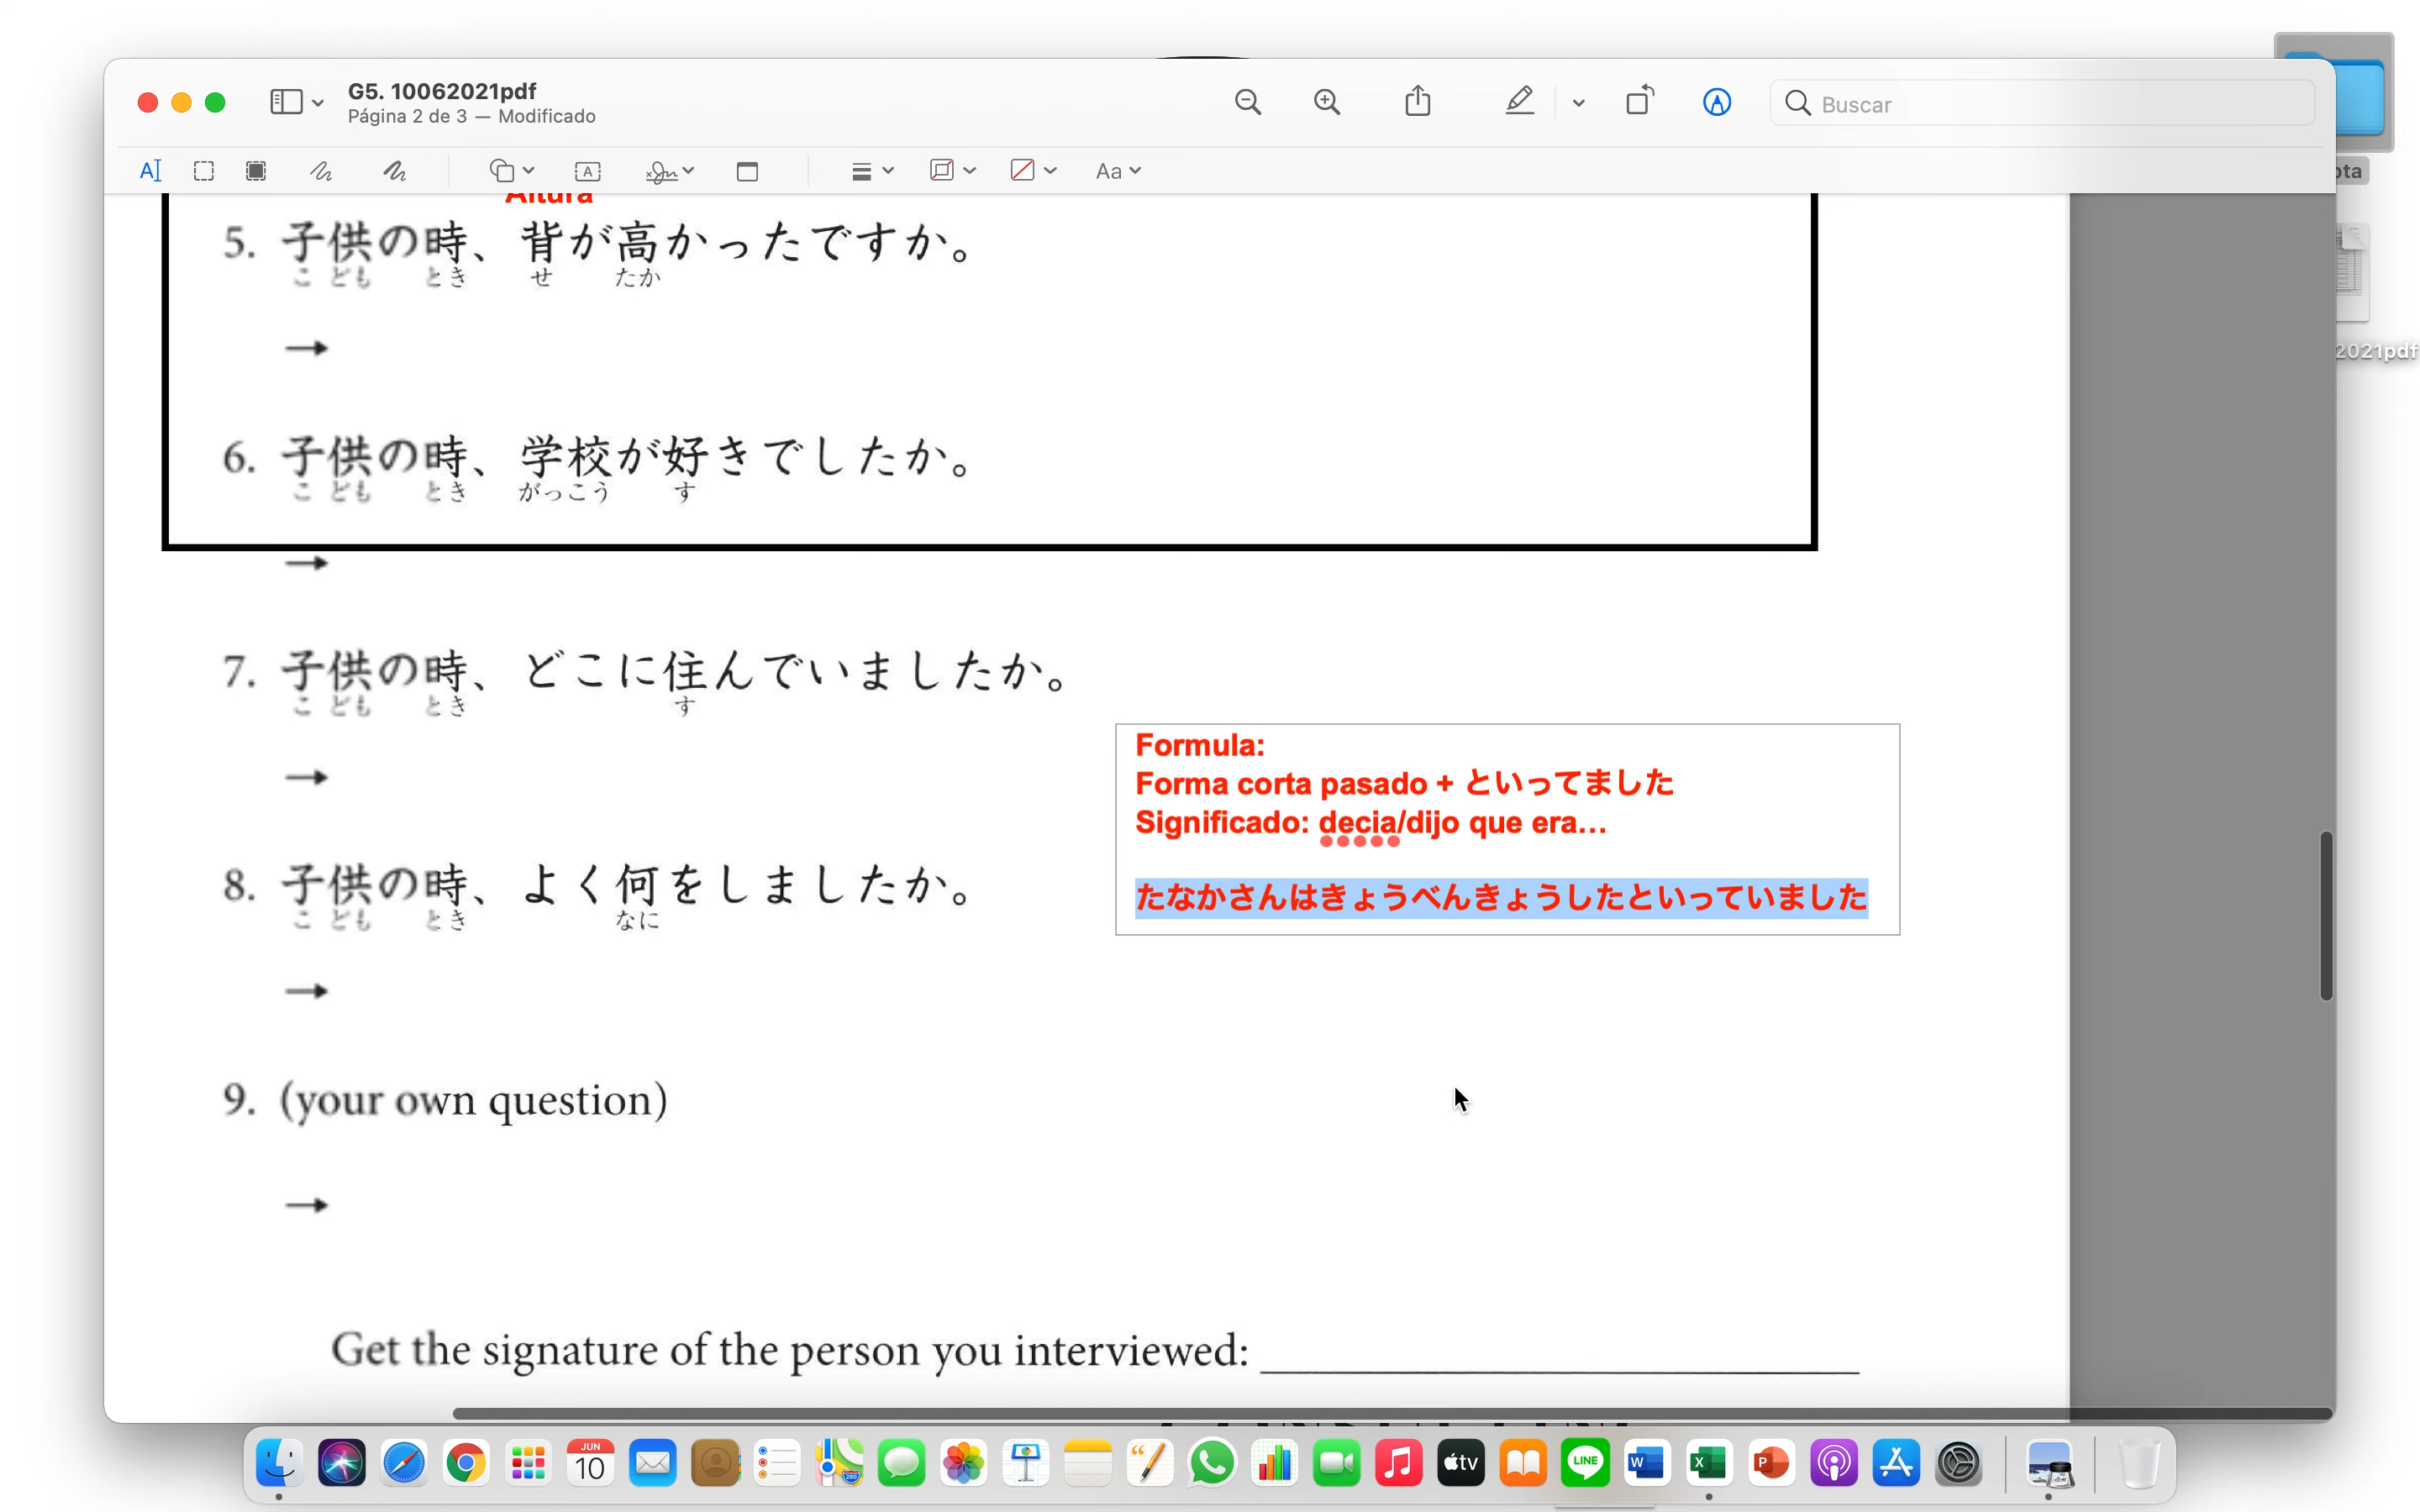 G5. 10062021pdf
Página 2 de 3 — Modificado
Buscar
Aa
Altura
ota
2021pdf
5. 子供の時、背が高かったですか。
こ ども とき せ たか
→
6. 子供の時、学校が好きでしたか。
こ ども とき がっこう す
→
7. 子供の時、どこに住んでいましたか。
こ ども とき す
→
Formula:
Forma corta pasado + といってました
Significado: decia/dijo que era...
たなかさんはきょうべんきょうしたといっていました
8. 子供の時、よく何をしましたか。
こ ども とき なに
→
9. (your own question)
→
Get the signature of the person you interviewed:
JUN
10
280
tv
LINE
W
X
P